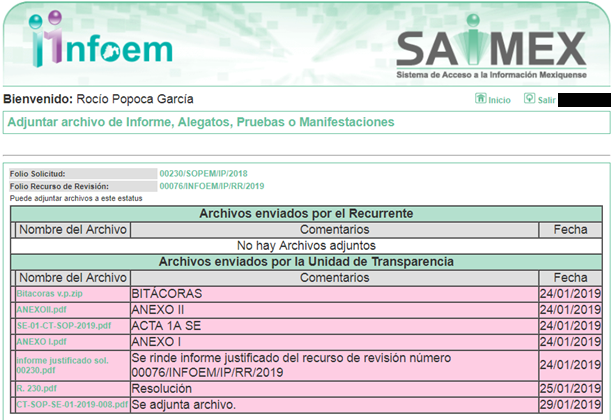 infoem
SAIMEX
Sistema de Acceso a la Información Mexiquense
Bienvenido: Rocío Popoca García
Inicio Salir
Adjuntar archivo de Informe, Alegatos, Pruebas o Manifestaciones
Folio Solicitud: 00230/SOPEM/IP/2018
Folio Recurso de Revisión: 00076/INFOEM/IP/RR/2019
Puede adjuntar archivos a este estatus
Archivos enviados por el Recurrente
Nombre del Archivo Comentarios Fecha
No hay Archivos adjuntos
Archivos enviados por la Unidad de Transparencia
Nombre del Archivo Comentarios Fecha
Bitacoras v.p.zip BITÁCORAS 24/01/2019
ANEXOII.pdf ANEXO II 24/01/2019
SE-01-CT-SOP-2019.pdf ACTA 1A SE 24/01/2019
ANEXO I.pdf ANEXO I 24/01/2019
informe justificado sol. 00230.pdf Se rinde informe justificado del recurso de revisión número 00076/INFOEM/IP/RR/2019 24/01/2019
R. 230.pdf Resolución 25/01/2019
CT-SOP-SE-01-2019-008.pdf Se adjunta archivo. 29/01/2019